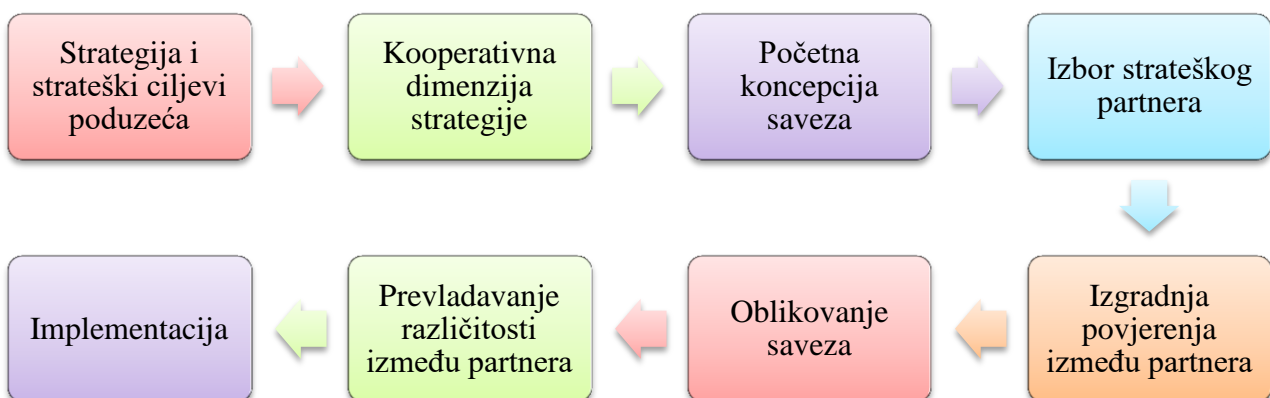 Strategija i
strateški ciljevi
poduzeća
Kooperativna
dimenzija
strategije
Početna
koncepcija
saveza
Izbor strateškog
partnera
Izgradnja
povjerenja
između partnera
Oblikovanje
saveza
Prevladavanje
različitosti
između partnera
Implementacija